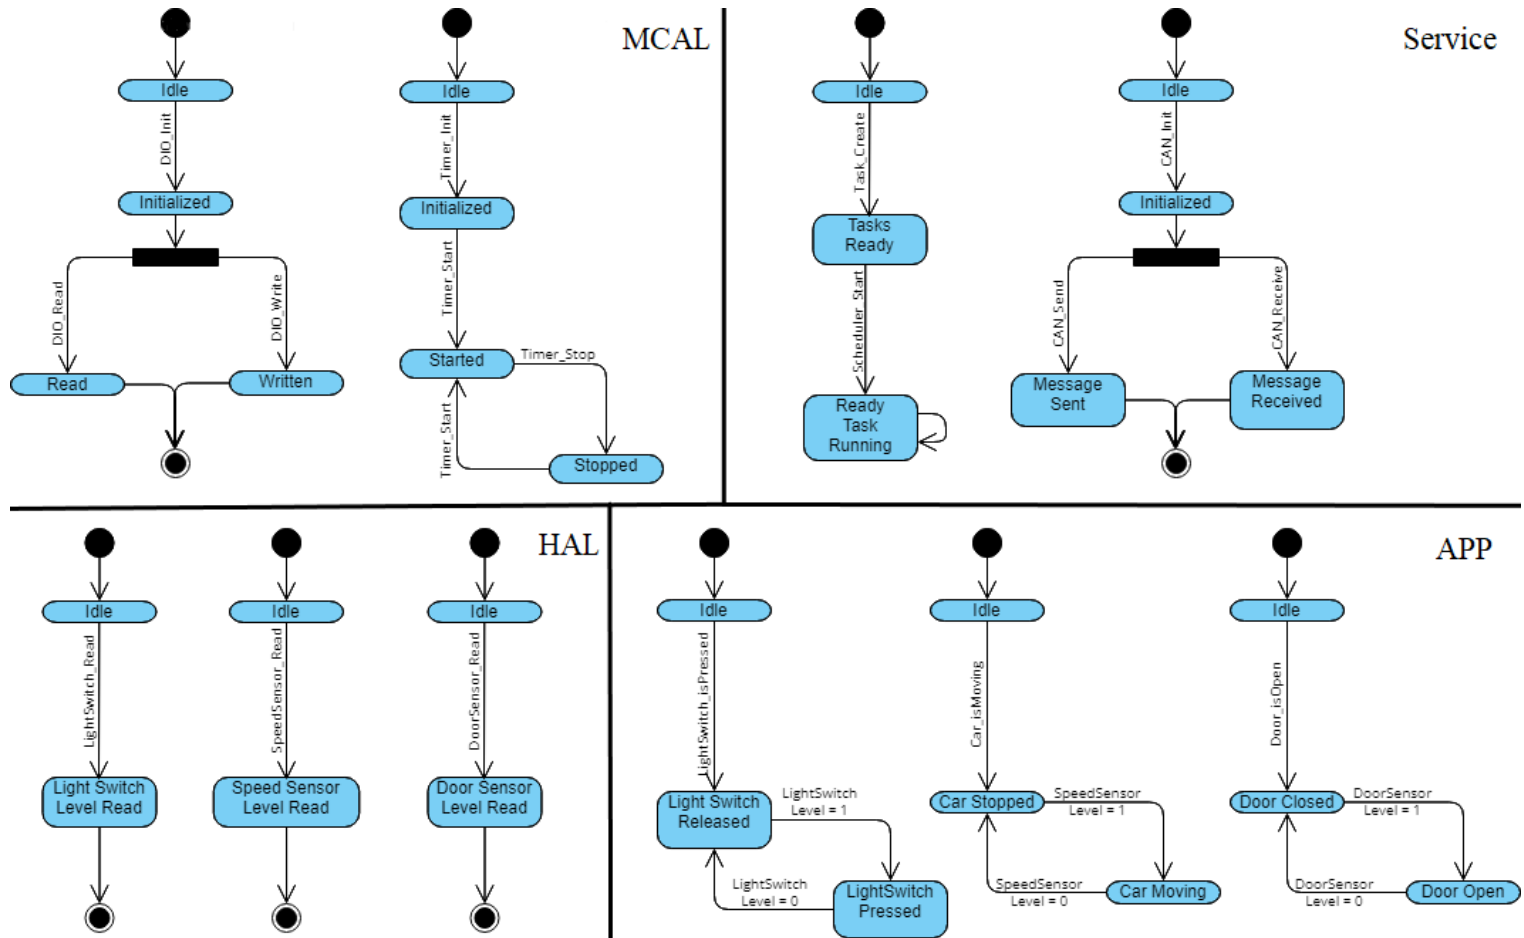 MCAL
Idle
DIO_Init
Initialized
DIO_Read
DIO_Write
Read
Written
Idle
Timer_Init
Initialized
Timer_Start
Started
Timer_Stop
Timer_Start
Stopped
Service
Idle
Task_Create
Tasks
Ready
Scheduler_Start
Ready
Task
Running
Idle
CAN_Init
Initialized
CAN_Send
CAN_Receive
Message
Sent
Message
Received
HAL
Idle
LightSwitch_Read
Light Switch
Level Read
Idle
SpeedSensor_Read
Speed Sensor
Level Read
Idle
DoorSensor_Read
Door Sensor
Level Read
APP
Idle
LightSwitch_isPressed
Light Switch
Released
LightSwitch
Level = 1
LightSwitch
Level = 0
LightSwitch
Pressed
Idle
Car_isMoving
Car Stopped
SpeedSensor
Level = 1
SpeedSensor
Level = 0
Car Moving
Idle
Door_isOpen
Door Closed
DoorSensor
Level = 1
DoorSensor
Level = 0
Door Open